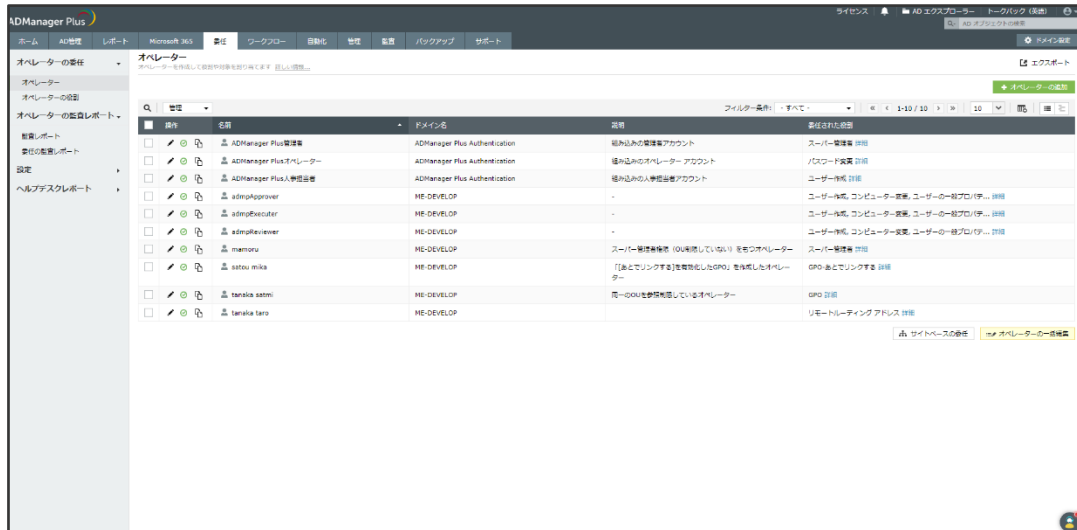 ライセンス AD エクスプローラー トークバック (英語)
ADManager Plus
AD オブジェクトの検索
ホーム AD管理 レポート Microsoft 365 委任 ワークフロー 自動化 管理 監査 バックアップ サポート ドメイン設定
オペレーターの委任
オペレーター
オペレーターの役割
オペレーターの監査レポート
監査レポート
委任の監査レポート
設定
ヘルプデスクレポート
オペレーター
オペレーターを作成して役割や対象を割り当てます 詳しい情報...
エクスポート
オペレーターの追加
管理 フィルター条件: - すべて - 1-10 / 10 10
操作 名前 ドメイン名 説明 委任された役割
ADManager Plus管理者 ADManager Plus Authentication 組み込みの管理者アカウント スーパー管理者 詳細
ADManager Plusオペレーター ADManager Plus Authentication 組み込みのオペレーター アカウント パスワード変更 詳細
ADManager Plus人事担当者 ADManager Plus Authentication 組み込みの人事担当者アカウント ユーザー作成 詳細
admpApprover ME-DEVELOP - ユーザー作成, コンピューター変更, ユーザーの一般プロパテ... 詳細
admpExecuter ME-DEVELOP - ユーザー作成, コンピューター変更, ユーザーの一般プロパテ... 詳細
admpReviewer ME-DEVELOP - ユーザー作成, コンピューター変更, ユーザーの一般プロパテ... 詳細
mamoru ME-DEVELOP スーパー管理者権限（OU制限していない）をもつオペレーター スーパー管理者 詳細
satou mika ME-DEVELOP 「[あとでリンクする]を有効化したGPO」を作成したオペレー GPO-あとでリンクする 詳細
ター
tanaka satmi ME-DEVELOP 同一のOUを参照制限しているオペレーター GPO 詳細
tanaka taro ME-DEVELOP リモートルーティング アドレス 詳細
サイトベースの委任 オペレーターの一括編集